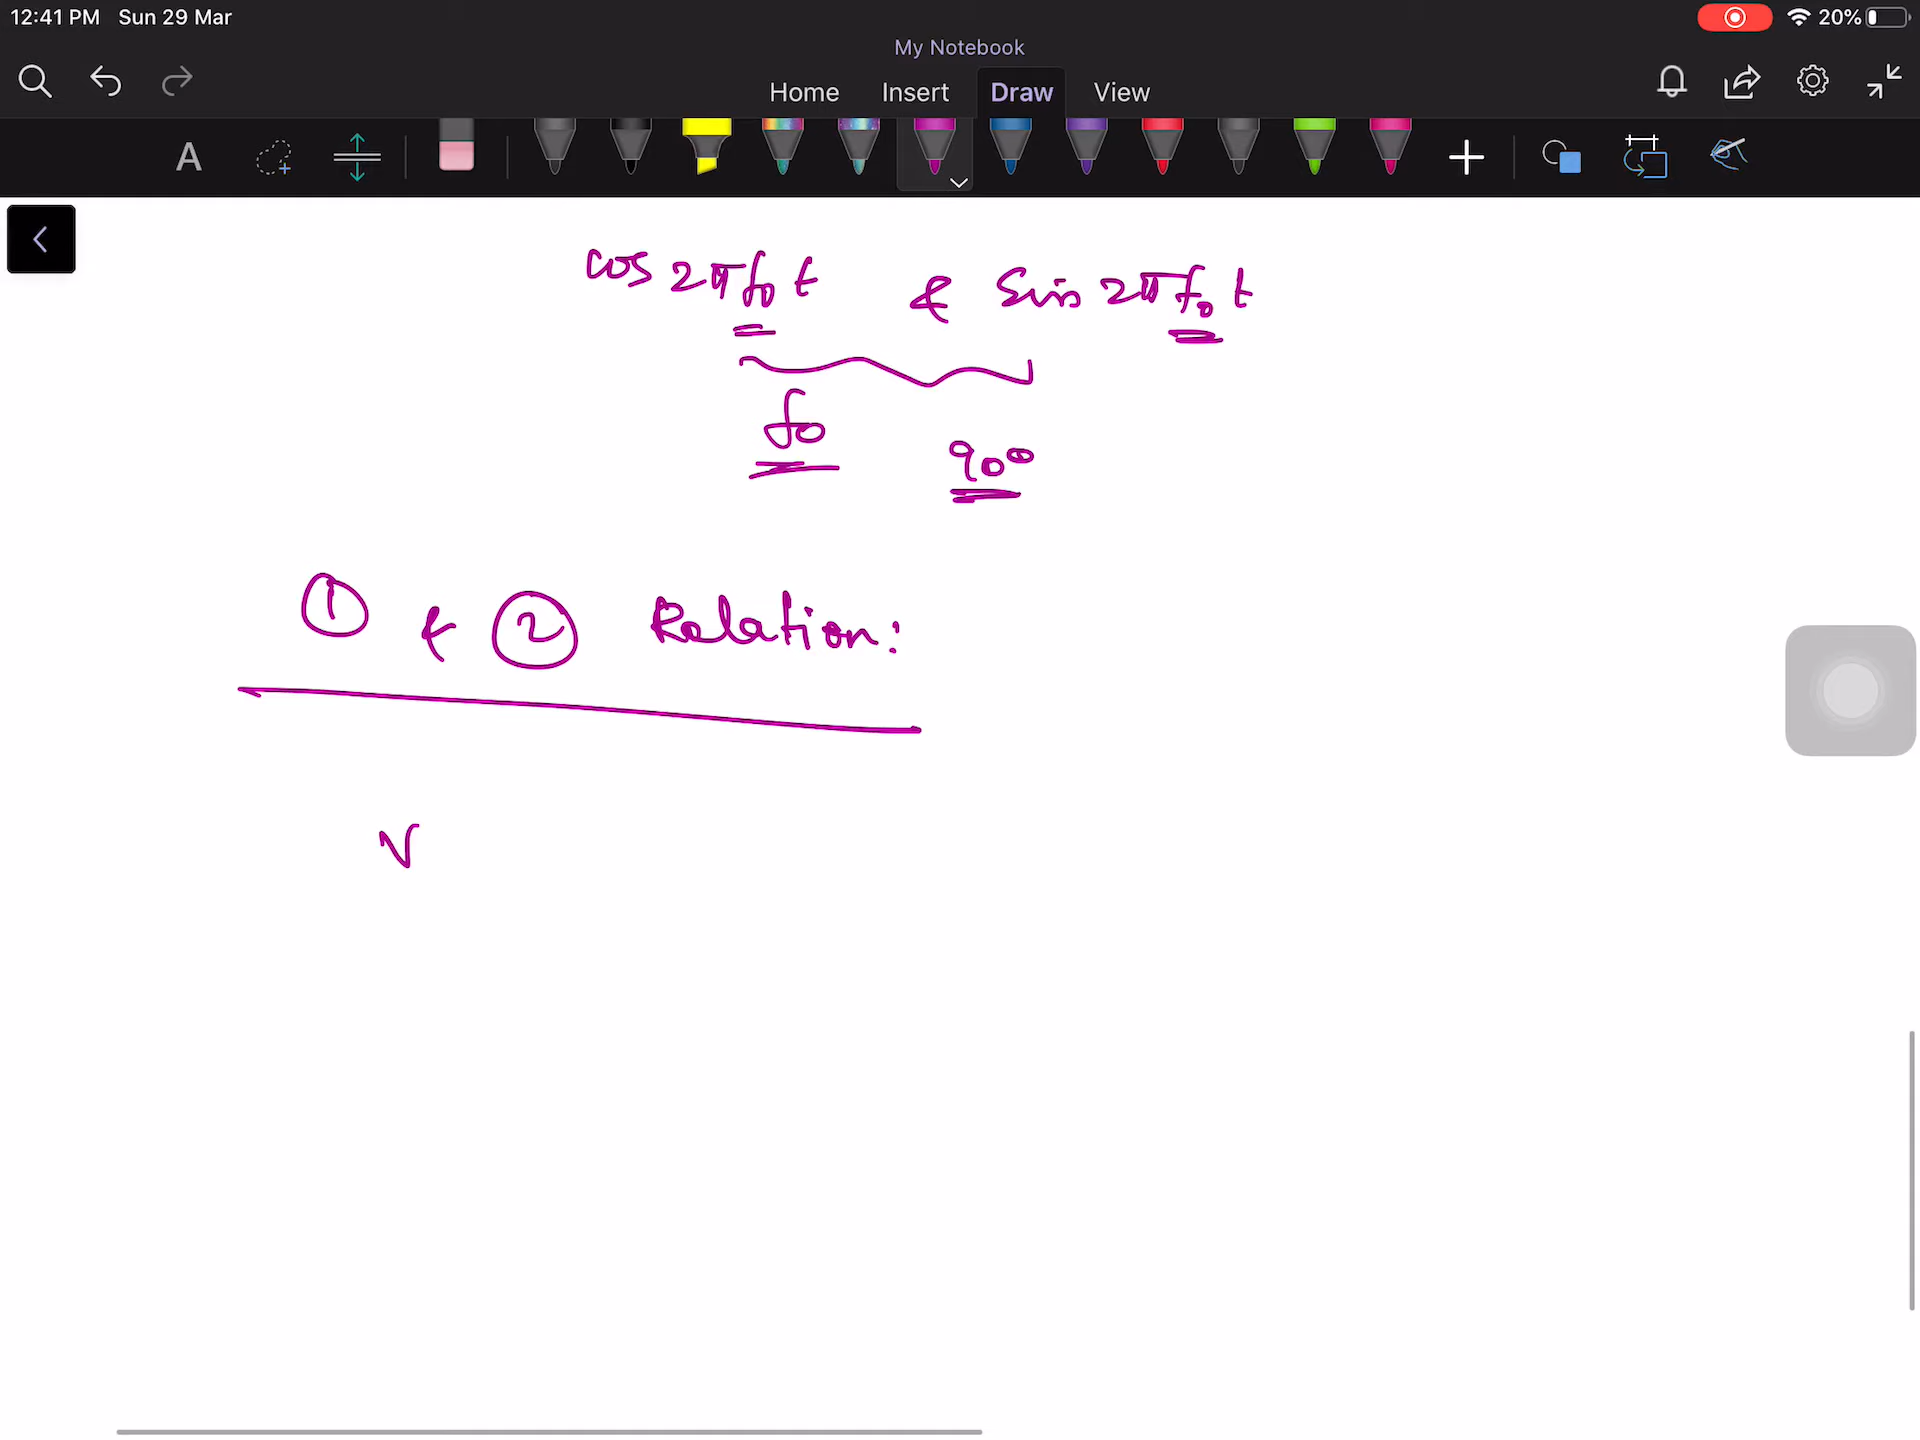 12:41 PM Sun 29 Mar
20%
My Notebook
Home Insert Draw View
A
cos 2πf₀t & Sin 2πf₀t
f₀ 90°
① & ② Relation:
V